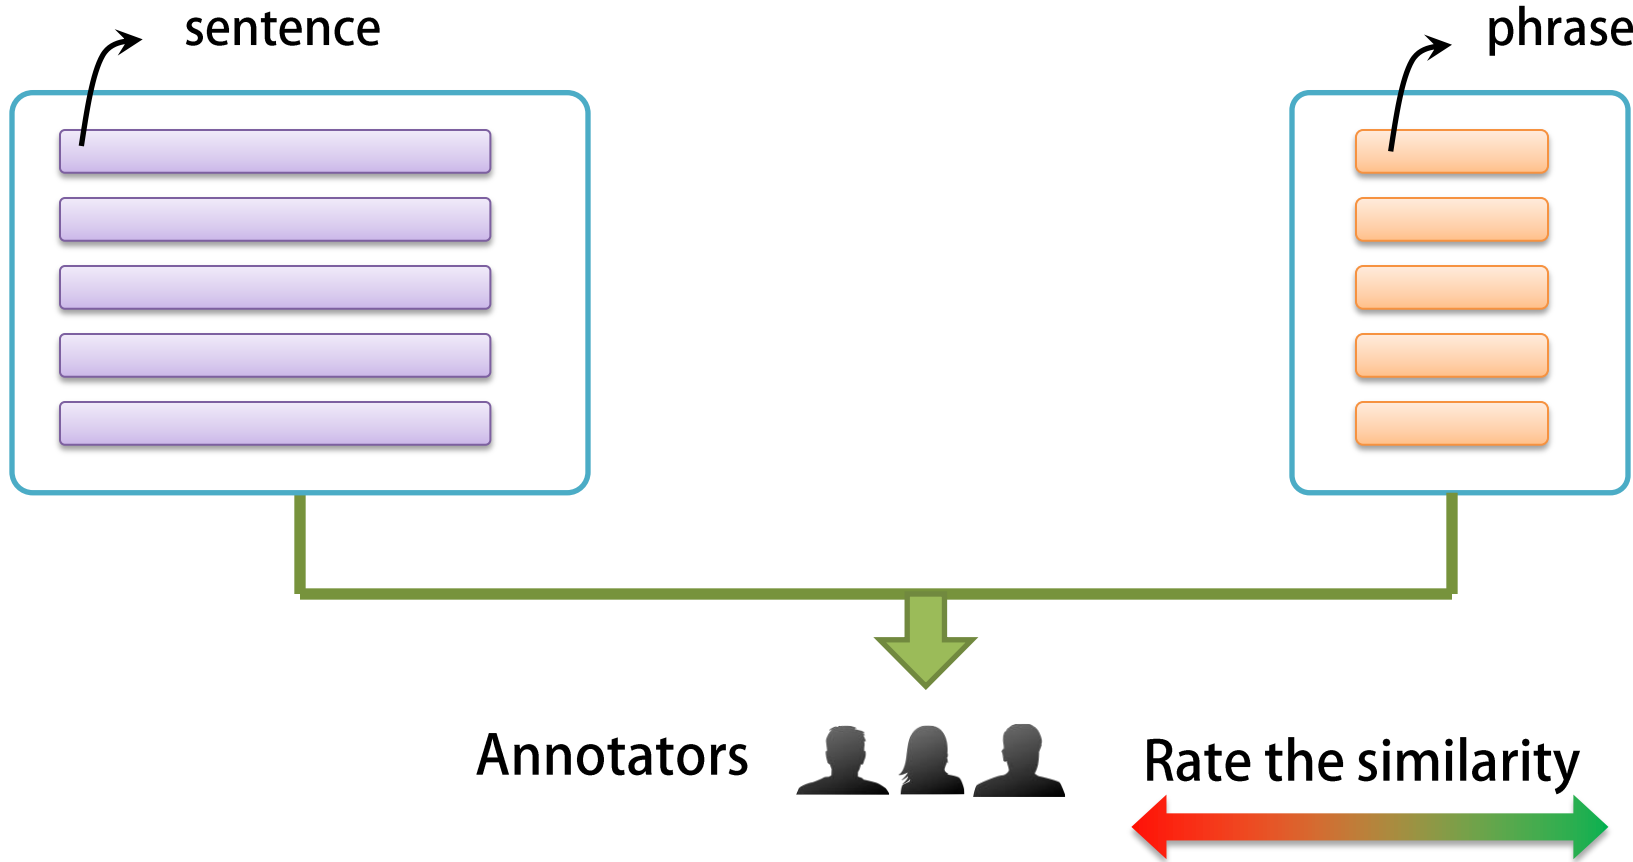 sentence
phrase
Annotators
Rate the similarity